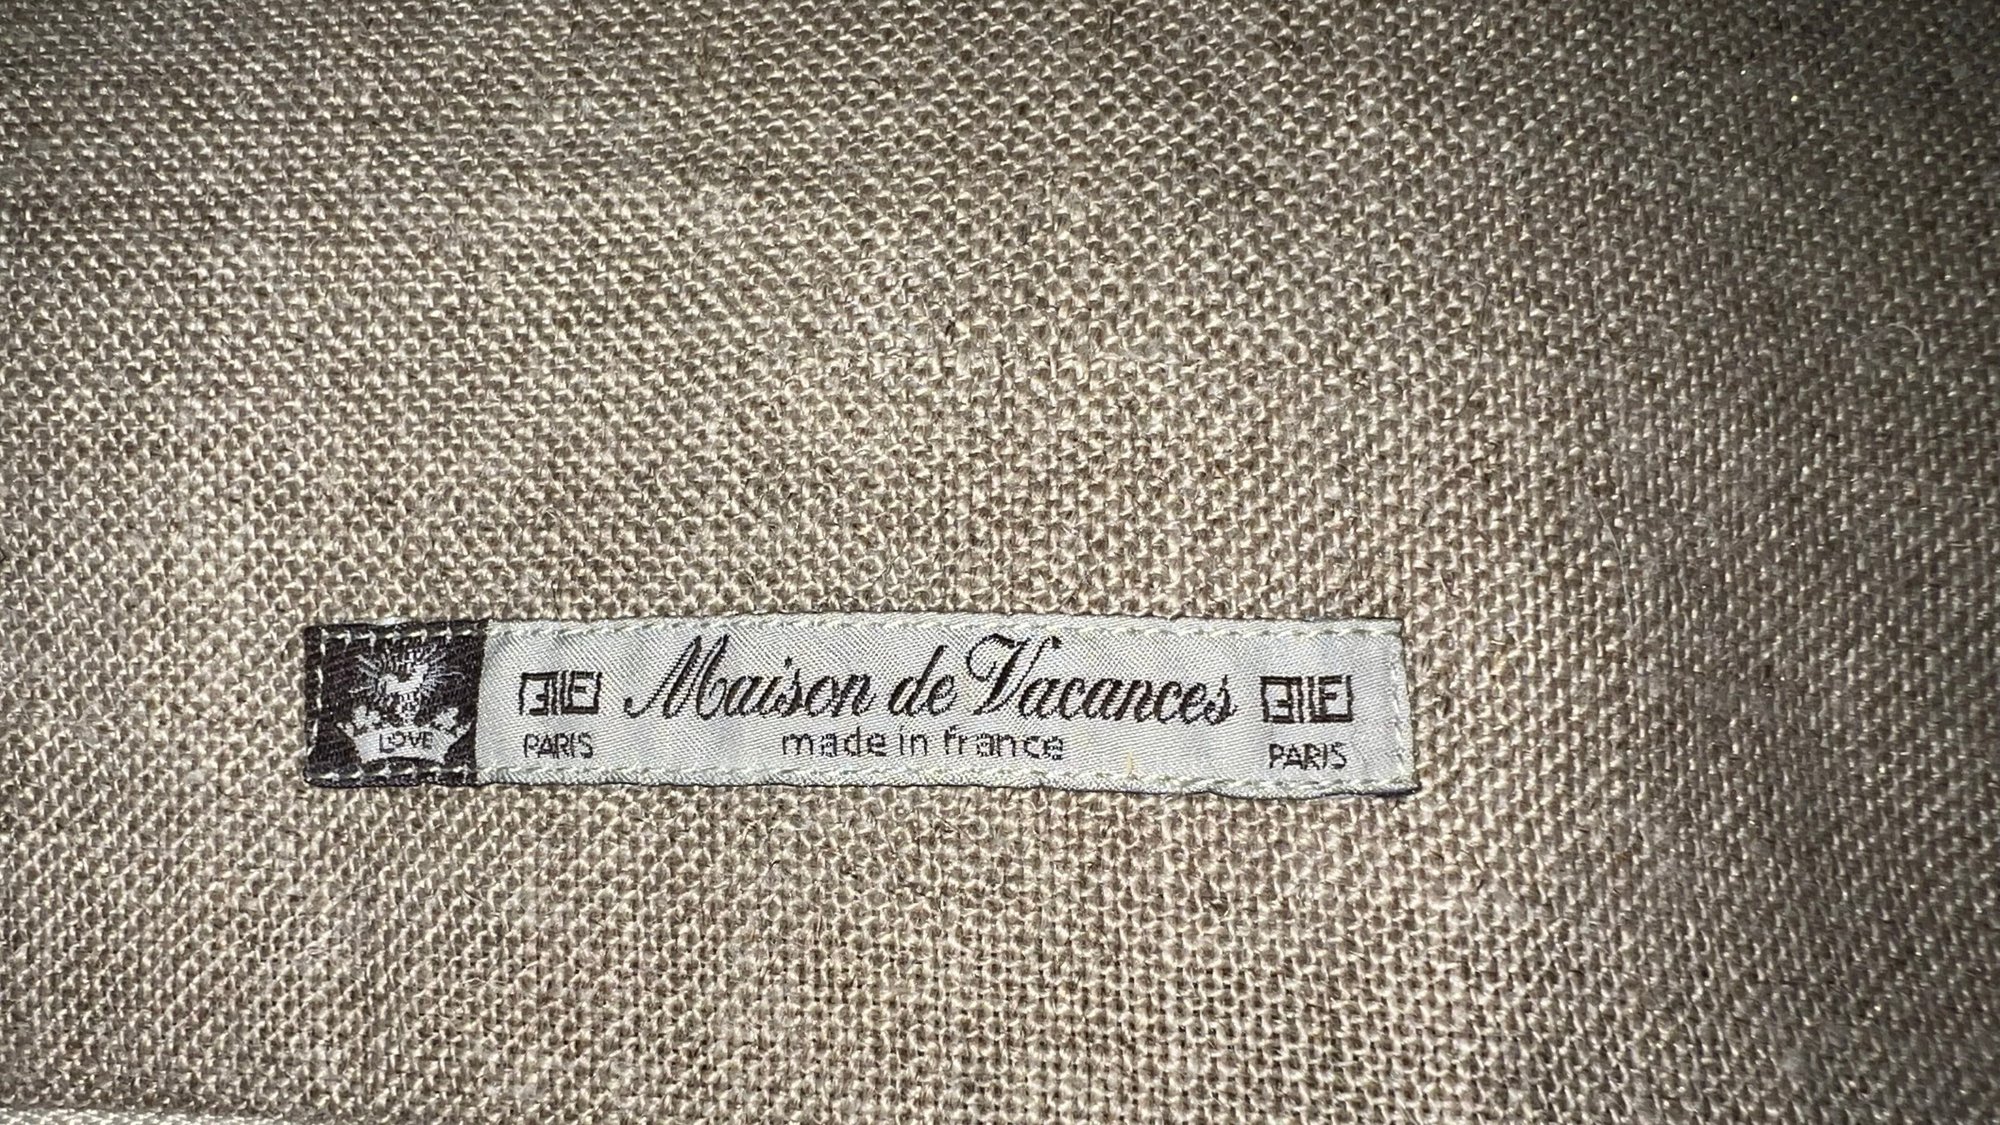 LOVE
Maison de Vacances
made in france
PARIS
PARIS